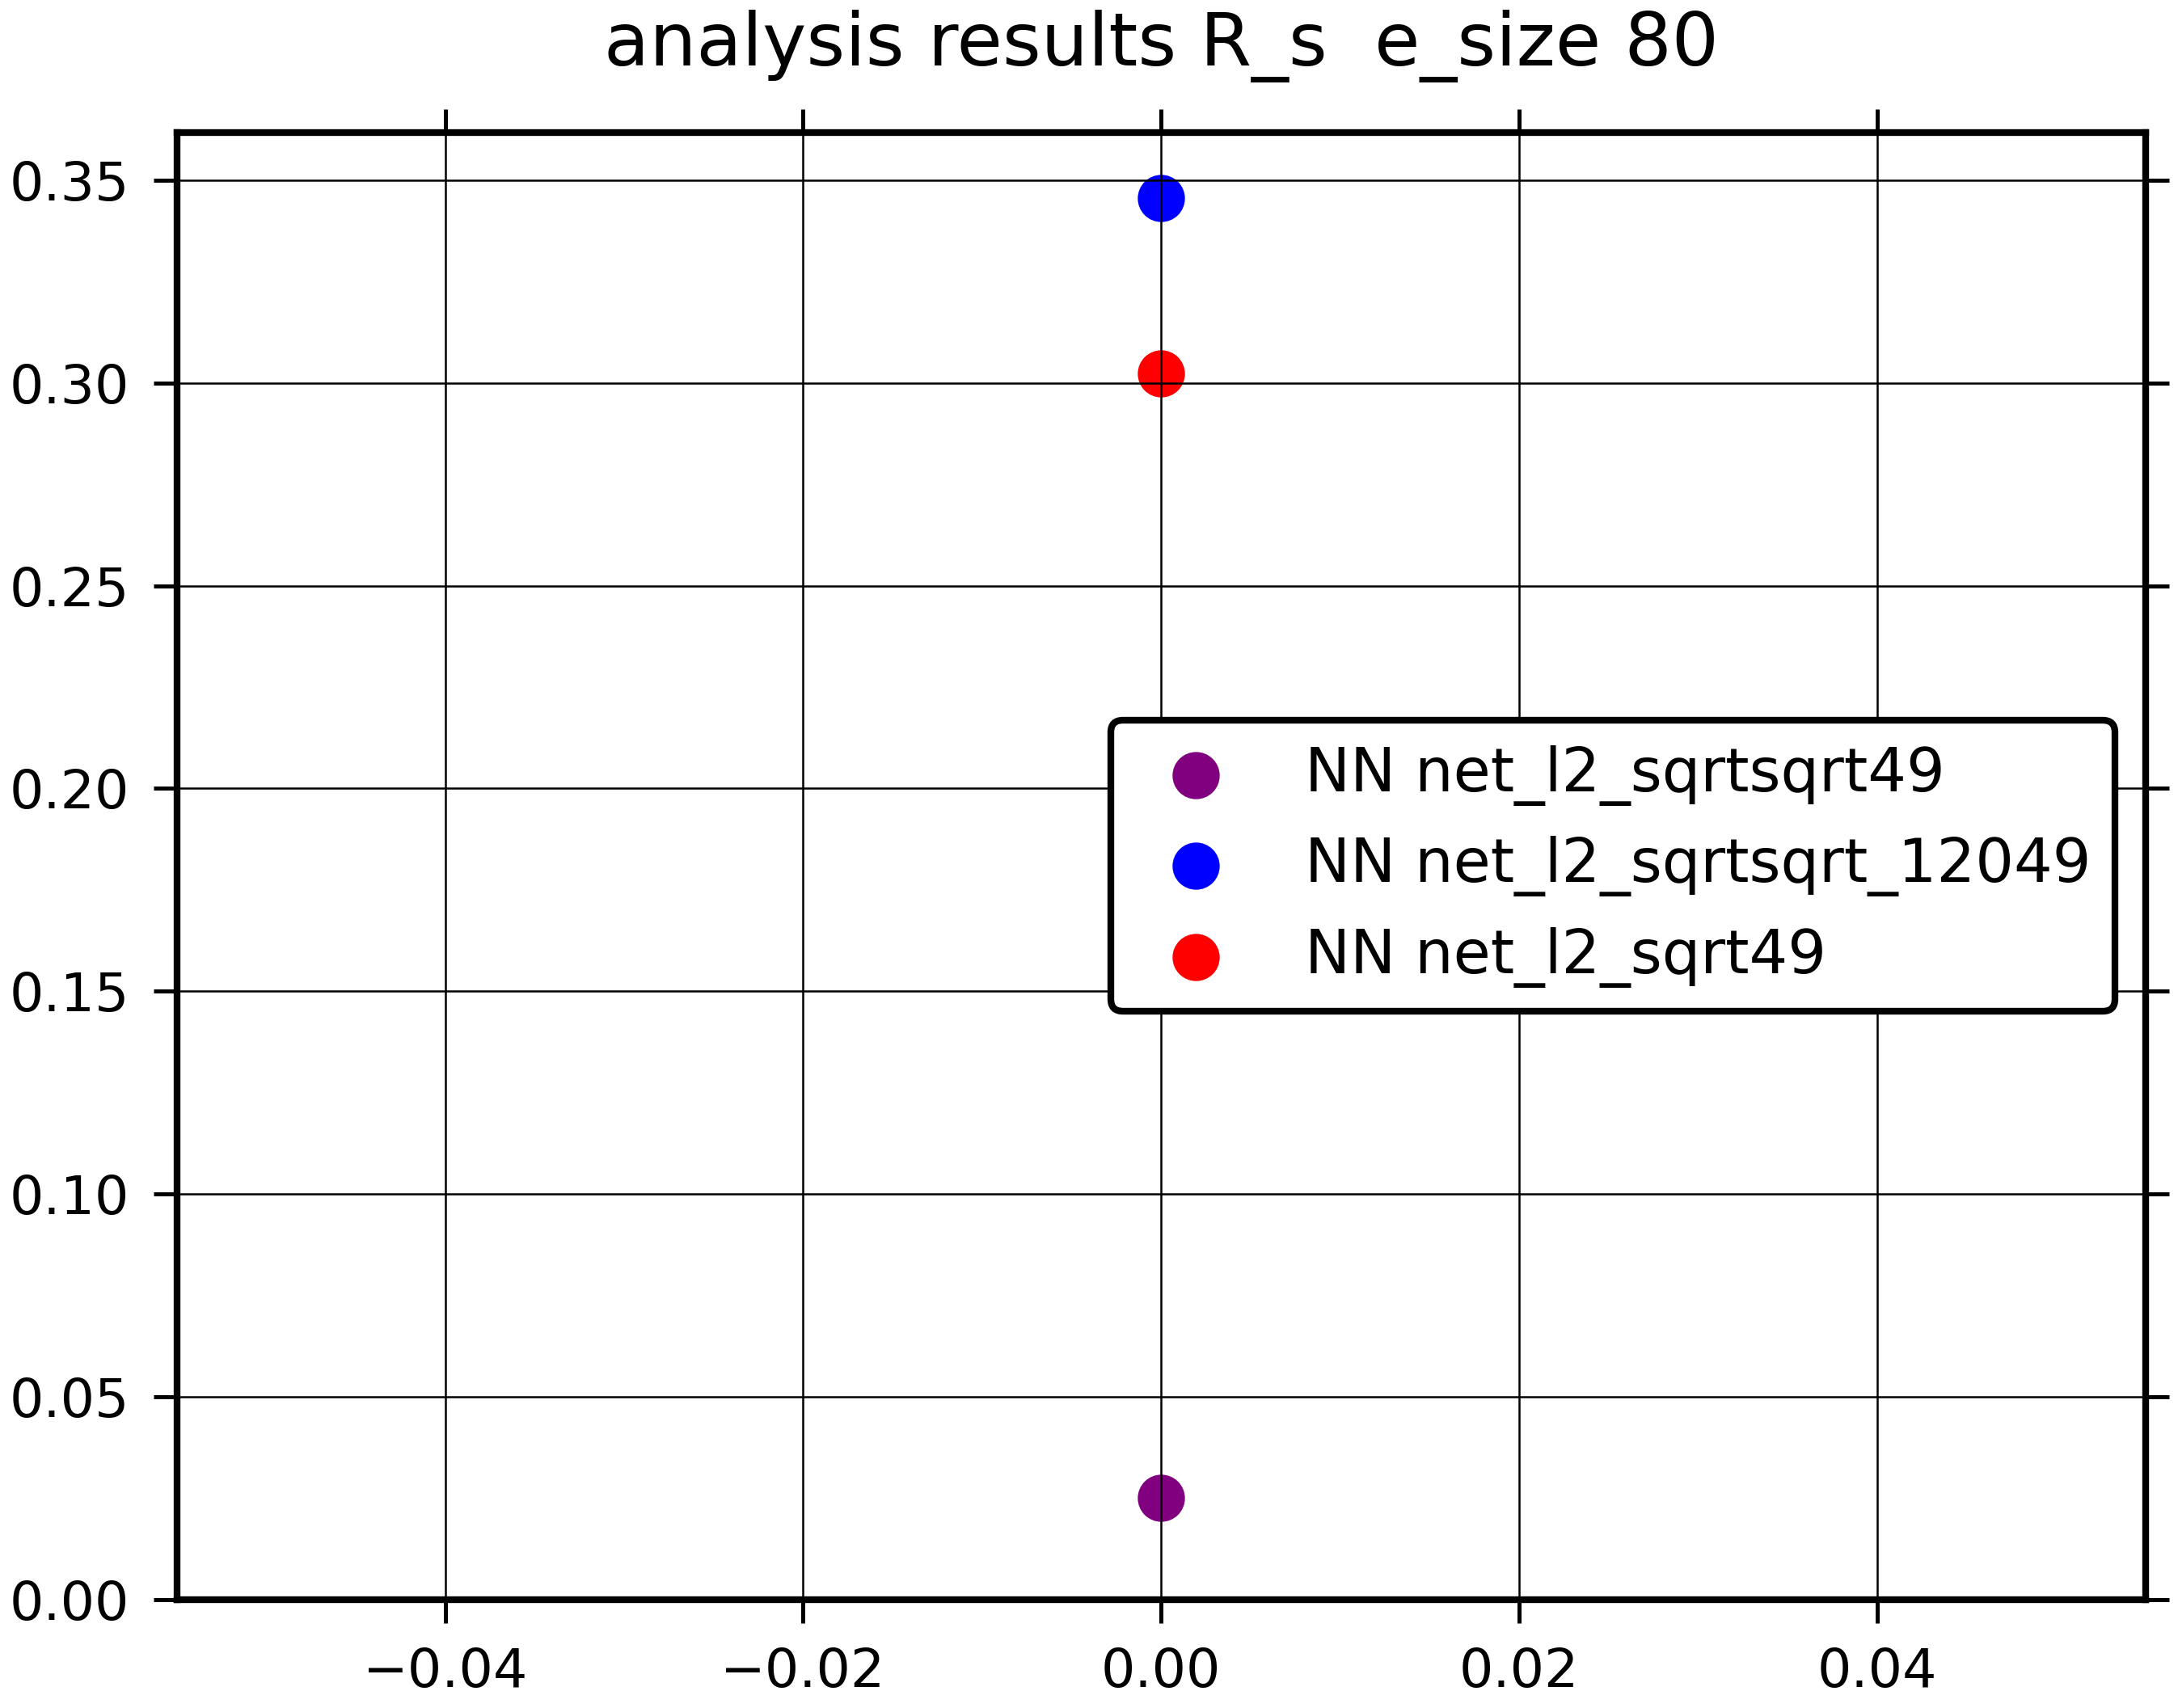 analysis results R_s  e_size 80
0.35
0.30
0.25
0.20
0.15
0.10
0.05
0.00
NN net_l2_sqrtsqrt49
NN net_l2_sqrtsqrt_12049
NN net_l2_sqrt49
−0.04 −0.02 0.00 0.02 0.04